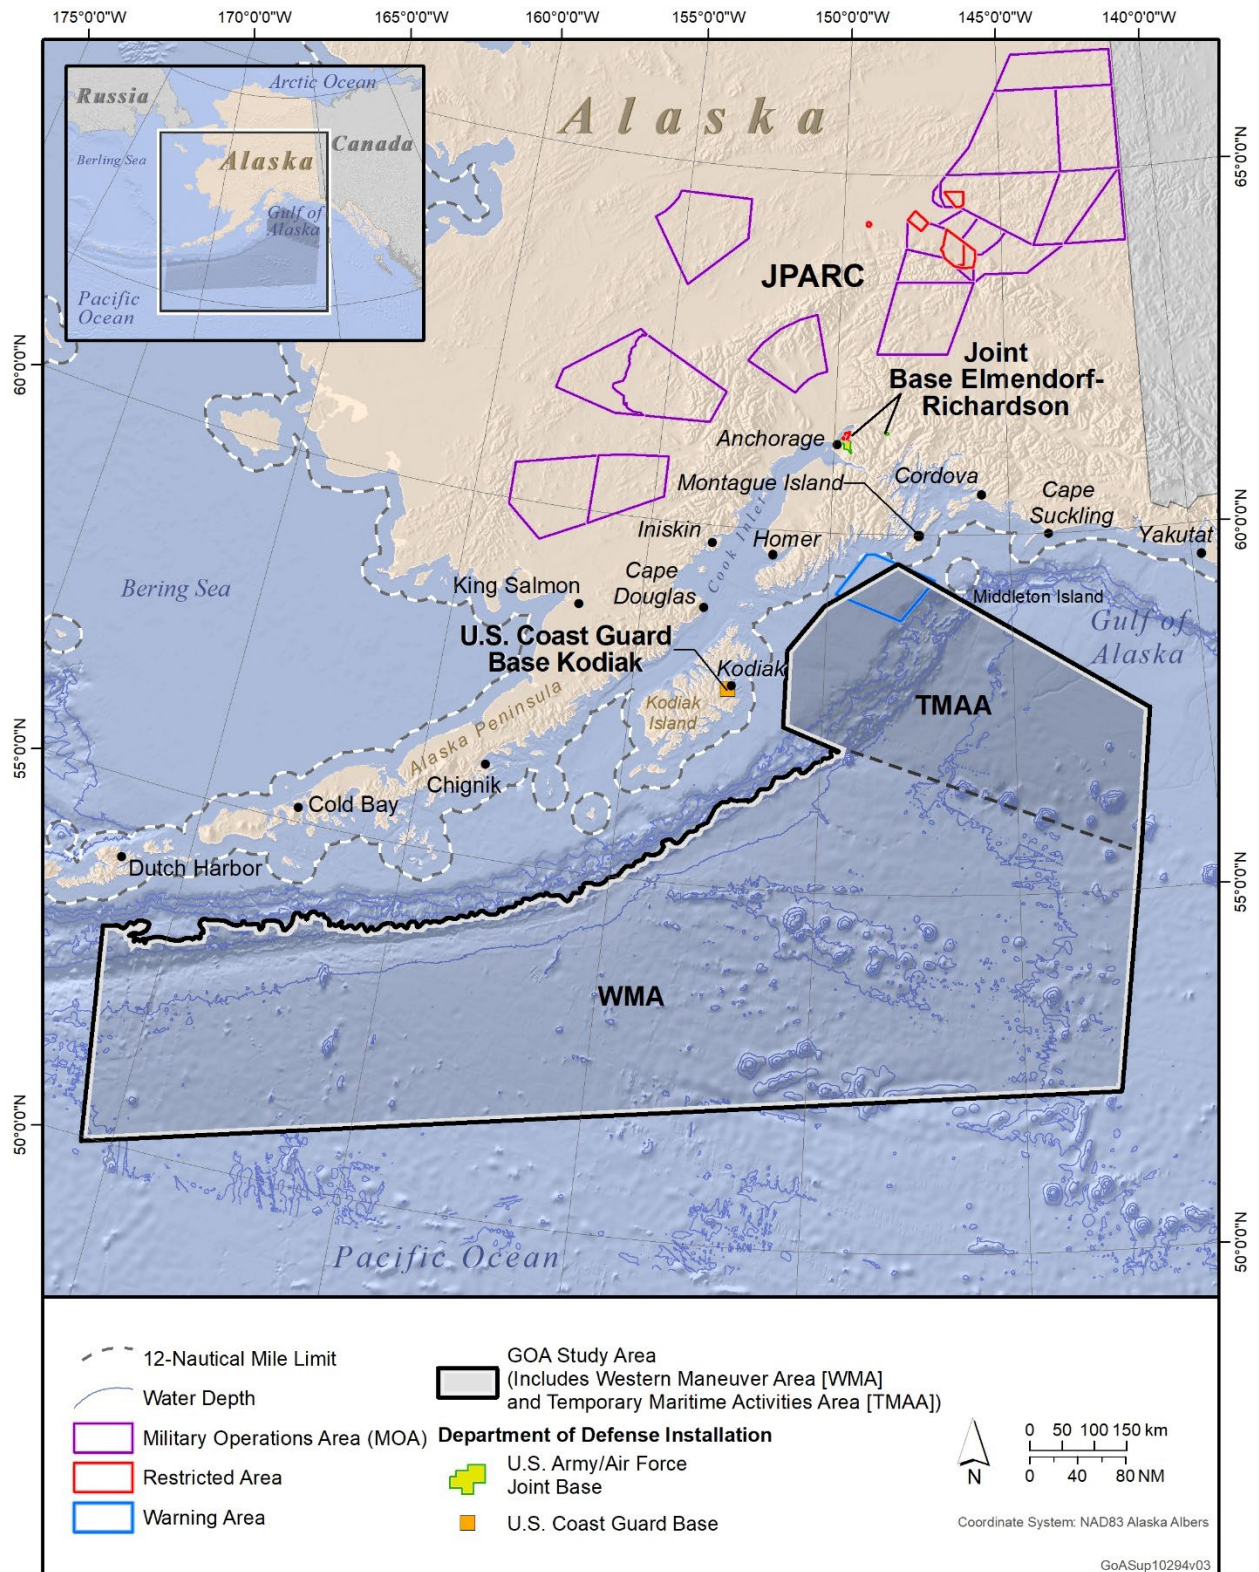 175°0'0"W
170°0'0"W
165°0'0"W
160°0'0"W
155°0'0"W
150°0'0"W
145°0'0"W
140°0'0"W
Russia
Arctic Ocean
Canada
Berling Sea
Alaska
Gulf of
Alaska
Pacific
Ocean
Alaska
65°0'0"N
JPARC
60°0'0"N
Joint
Base Elmendorf-
Richardson
Anchorage
Montague Island
Cordova
Cape
Suckling
Yakutat
60°0'0"N
Iniskin
Cook Inlet
Homer
Bering Sea
King Salmon
Cape
Douglas
Middleton Island
Gulf of
Alaska
U.S. Coast Guard
Base Kodiak
Kodiak
Kodiak
Island
TMAA
Alaska Peninsula
55°0'0"N
Chignik
Cold Bay
Dutch Harbor
55°0'0"N
WMA
50°0'0"N
50°0'0"N
Pacific Ocean
12-Nautical Mile Limit
Water Depth
Military Operations Area (MOA)
Restricted Area
Warning Area
GOA Study Area
(Includes Western Maneuver Area [WMA]
and Temporary Maritime Activities Area [TMAA])
Department of Defense Installation
U.S. Army/Air Force
Joint Base
U.S. Coast Guard Base
N
0 50 100 150 km
0 40 80 NM
Coordinate System: NAD83 Alaska Albers
GoASup10294v03